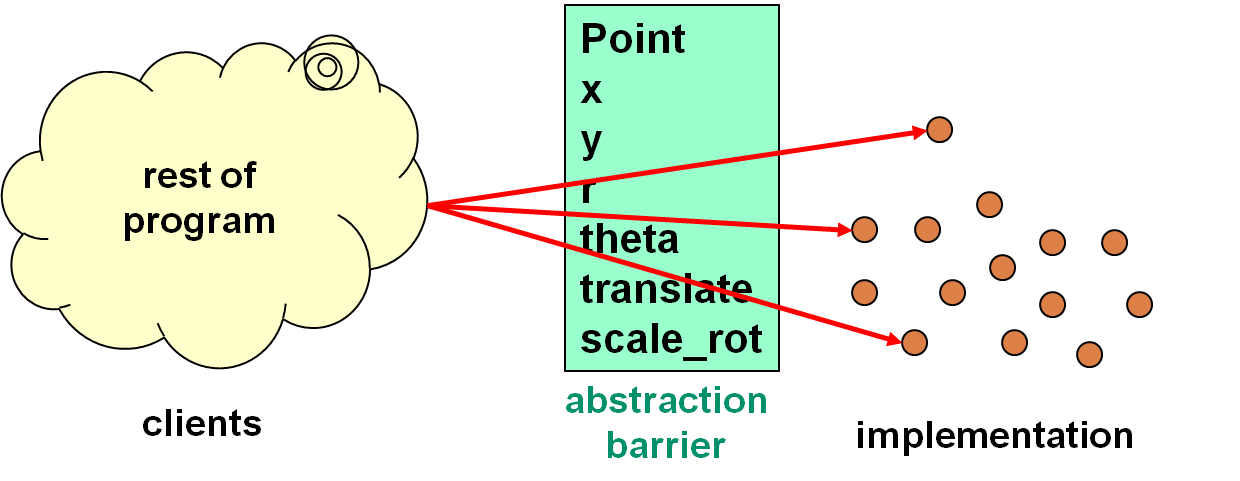 rest of
program
clients
Point
x
y
r
theta
translate
scale_rot
abstraction
barrier
implementation